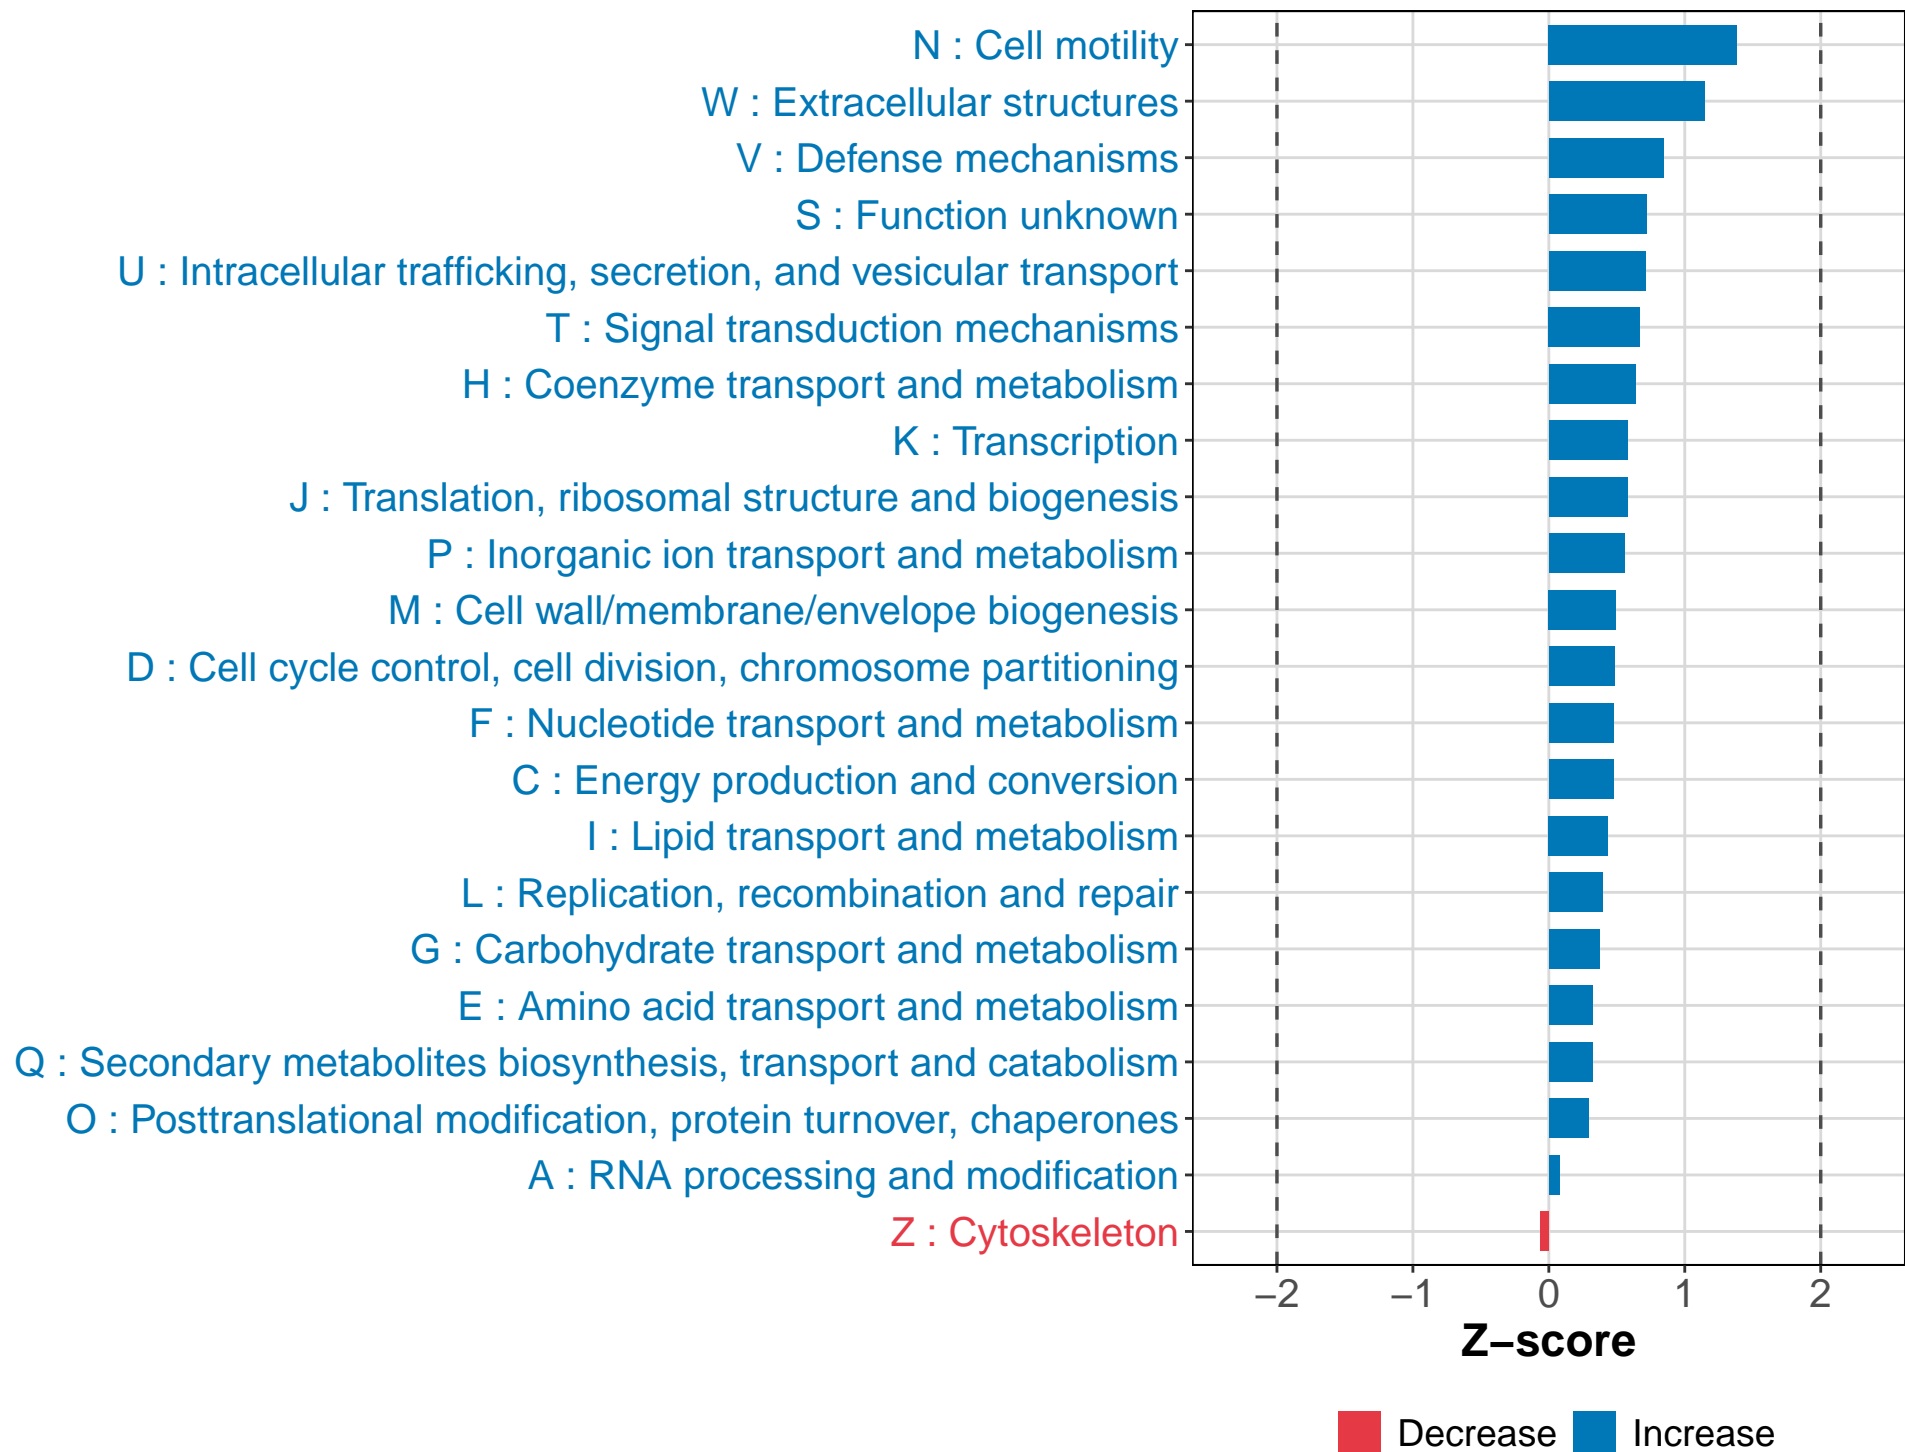 N : Cell motility
W : Extracellular structures
V : Defense mechanisms
S : Function unknown
U : Intracellular trafficking, secretion, and vesicular transport
T : Signal transduction mechanisms
H : Coenzyme transport and metabolism
K : Transcription
J : Translation, ribosomal structure and biogenesis
P : Inorganic ion transport and metabolism
M : Cell wall/membrane/envelope biogenesis
D : Cell cycle control, cell division, chromosome partitioning
F : Nucleotide transport and metabolism
C : Energy production and conversion
I : Lipid transport and metabolism
L : Replication, recombination and repair
G : Carbohydrate transport and metabolism
E : Amino acid transport and metabolism
Q : Secondary metabolites biosynthesis, transport and catabolism
O : Posttranslational modification, protein turnover, chaperones
A : RNA processing and modification
Z : Cytoskeleton
−2 −1 0 1 2
Z−score
Decrease Increase